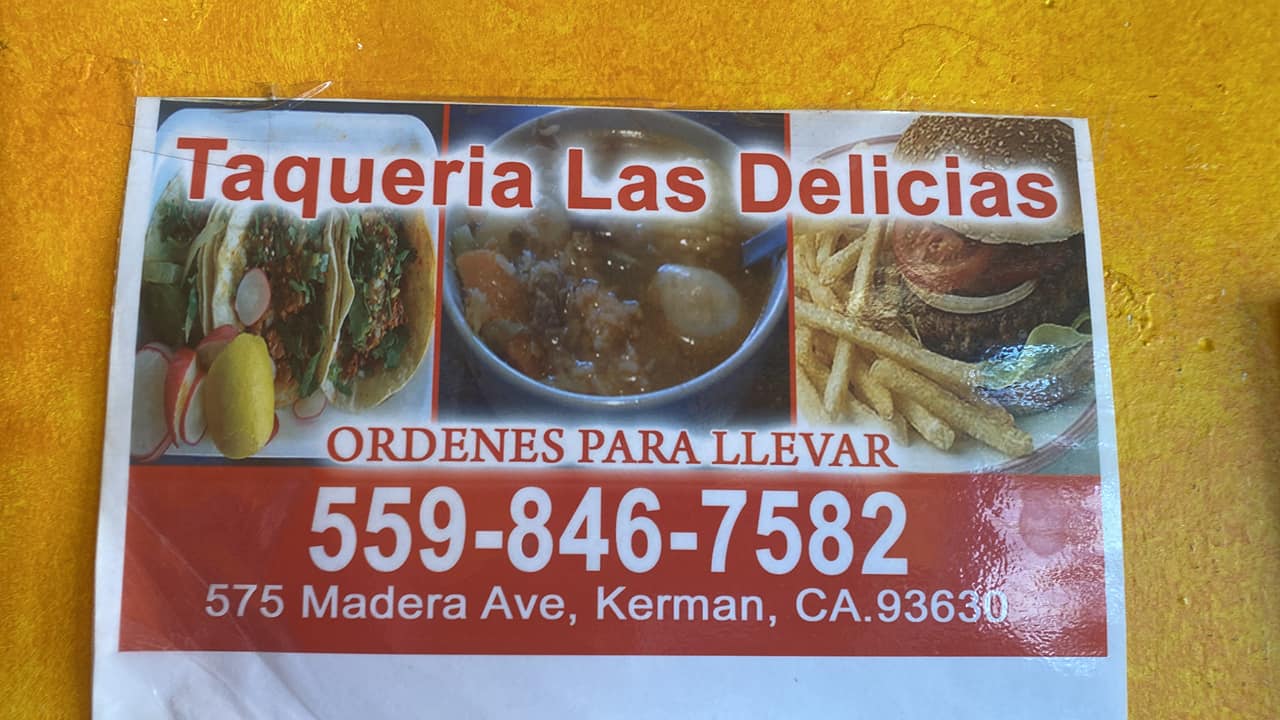 Taqueria Las Delicias
ORDENES PARA LLEVAR
559-846-7582
575 Madera Ave, Kerman, CA.93630